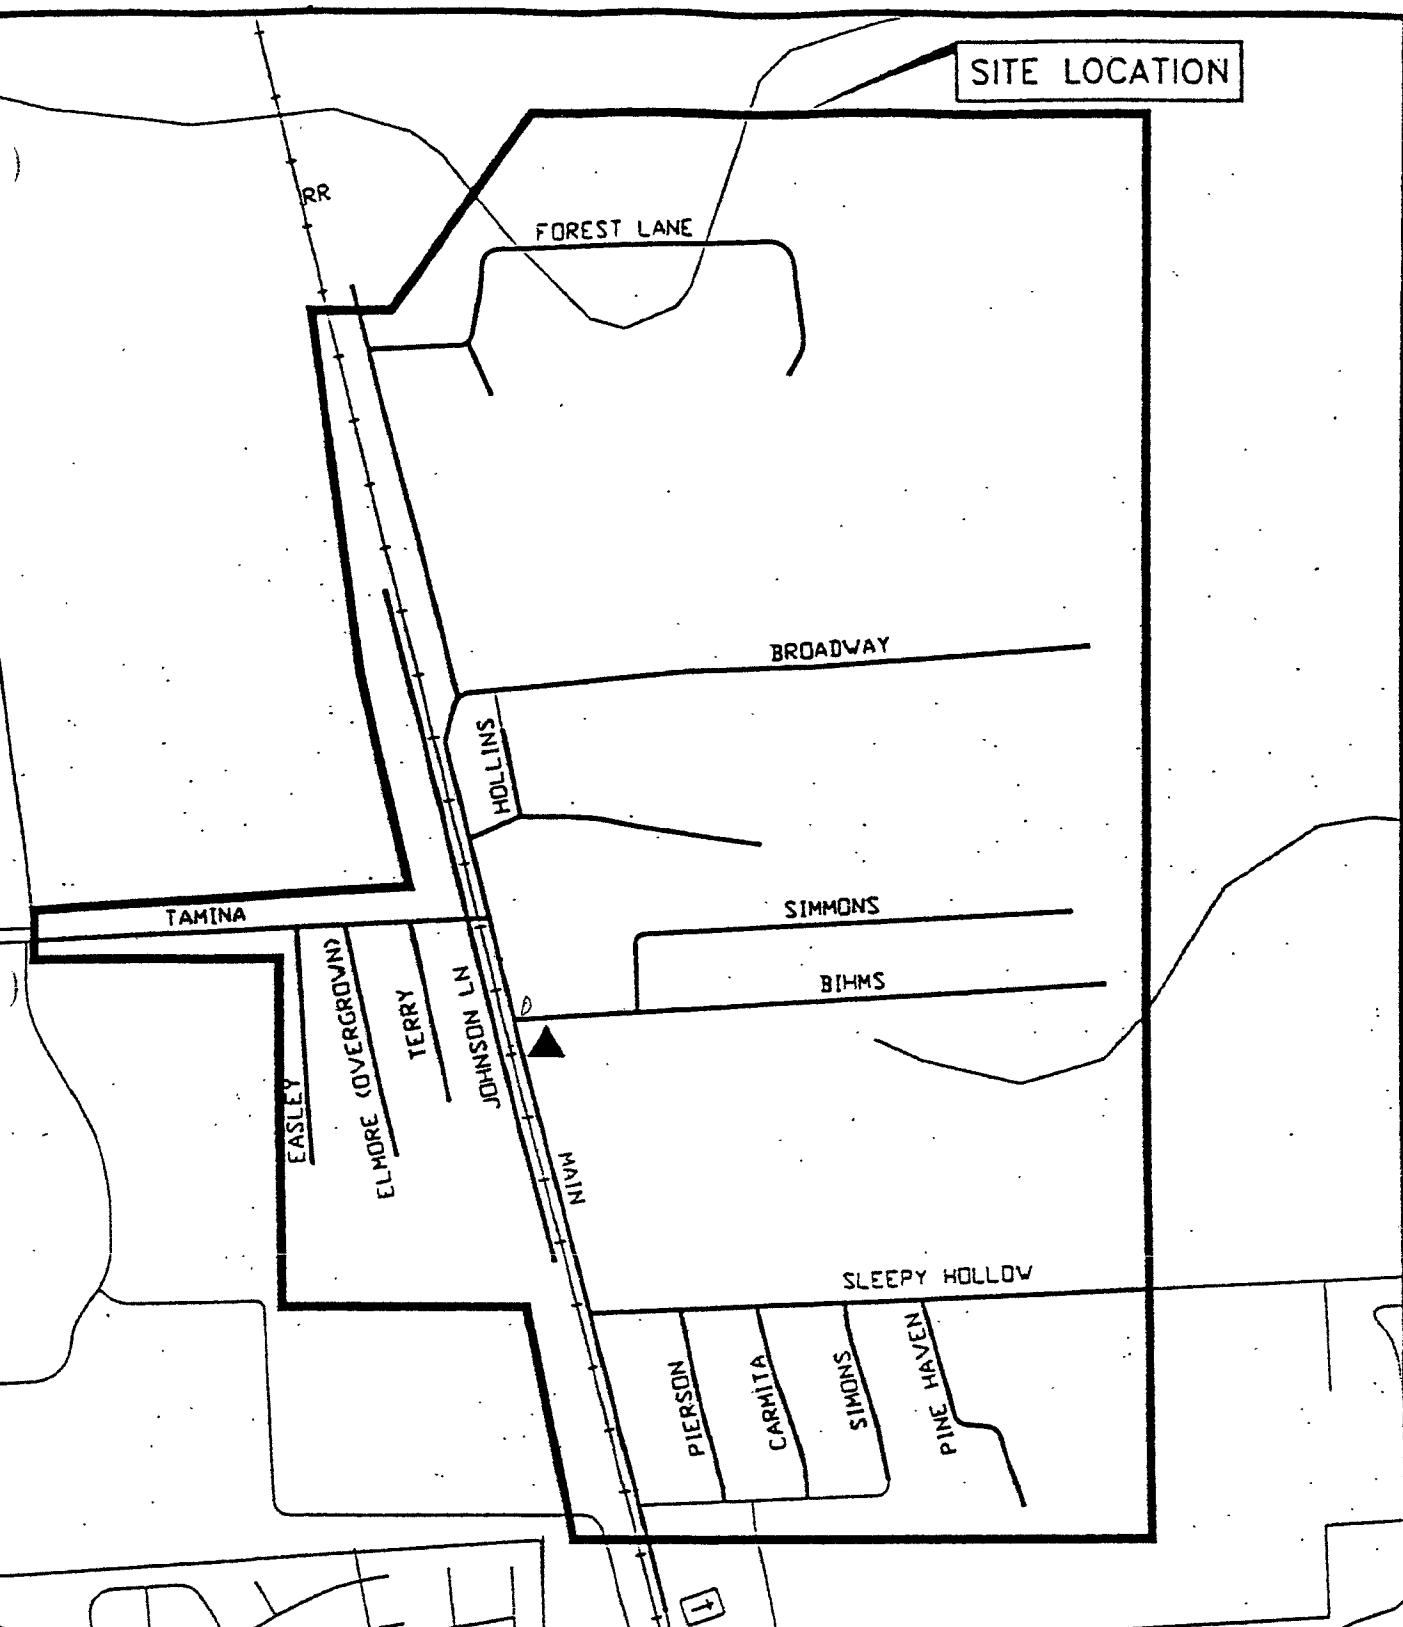 SITE LOCATION
RR
FOREST LANE
BROADWAY
HOLLINS
TAMINA
SIMMONS
BIHMS
EASLEY
ELMORE (OVERGROWN)
TERRY
JOHNSON LN
MAIN
SLEEPY HOLLOW
PIERSON
CARMITA
SIMONS
PINE HAVEN